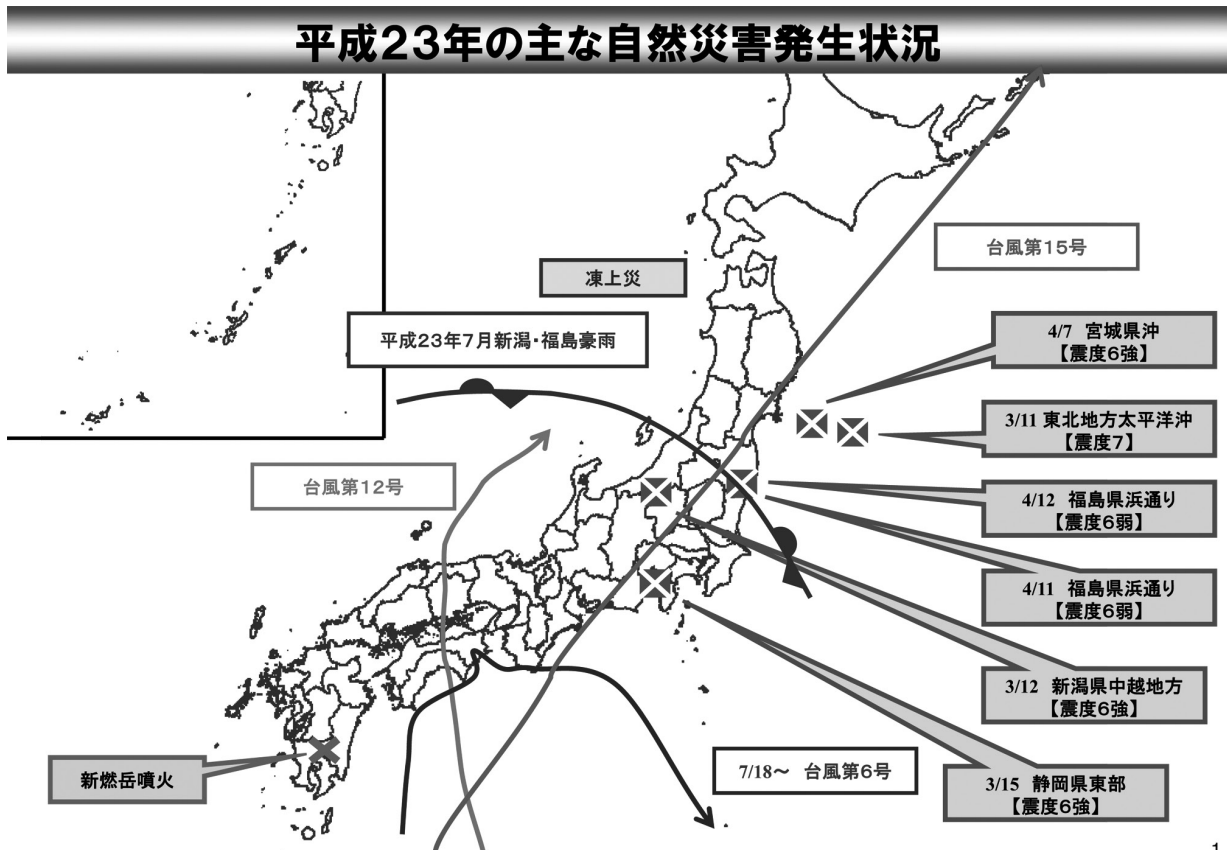 平成23年の主な自然災害発生状況
台風第15号
凍上災
平成23年7月新潟・福島豪雨
4/7 宮城県沖
【震度6強】
3/11 東北地方太平洋沖
【震度7】
台風第12号
4/12 福島県浜通り
【震度6弱】
4/11 福島県浜通り
【震度6弱】
3/12 新潟県中越地方
【震度6強】
新燃岳噴火
7/18～ 台風第6号
3/15 静岡県東部
【震度6強】
1